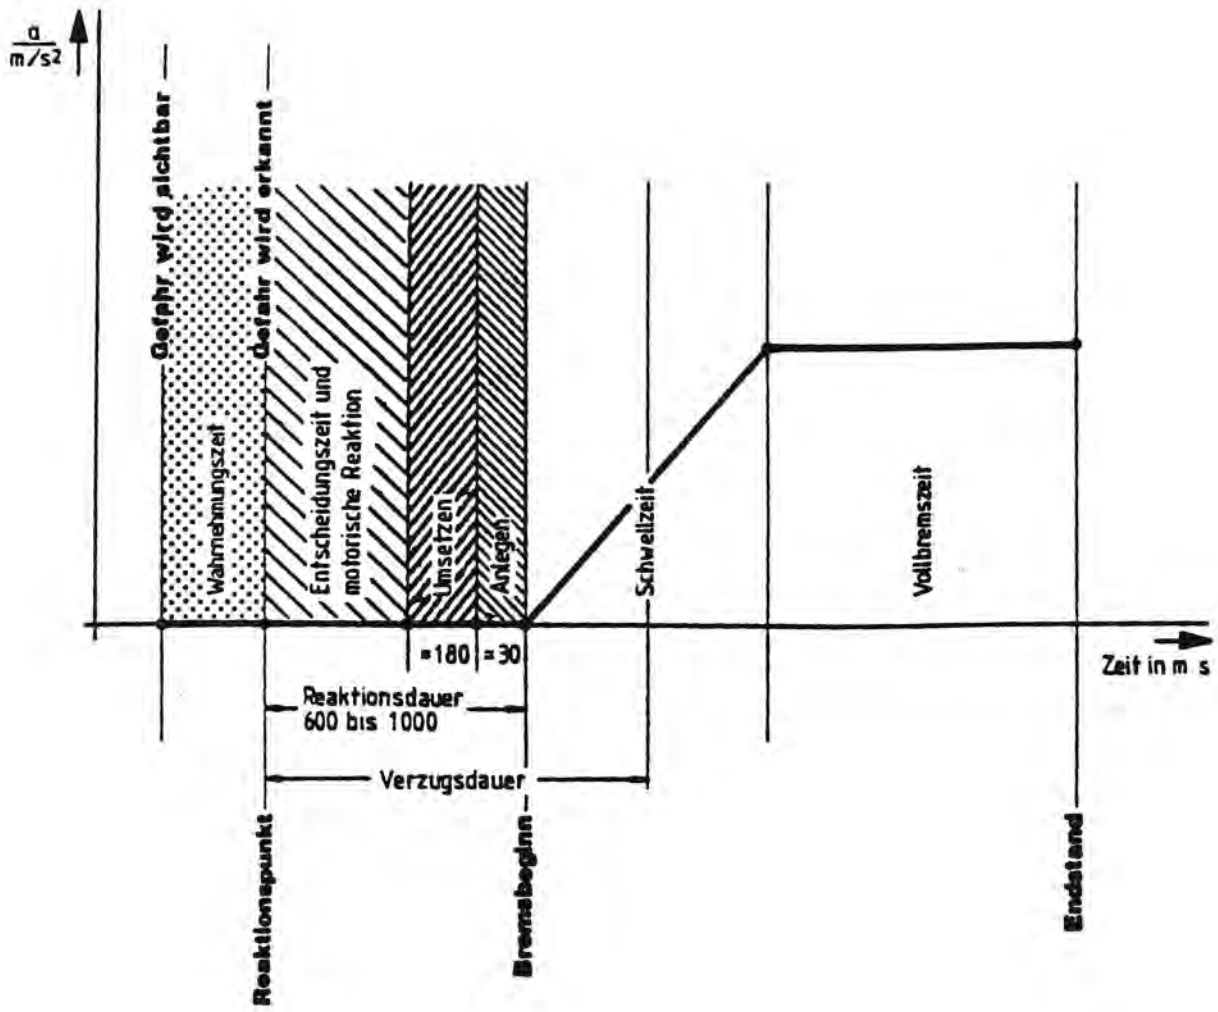 a
m/s2
Gefahr wird sichtbar
Gefahr wird erkannt
Wahrnehmungszeit
Entscheidungszeit und
motorische Reaktion
Umsetzen
Anlegen
Schwellzeit
Vollbremszeit
≈180
≈30
Zeit in m s
Reaktionsdauer
600 bis 1000
Verzugsdauer
Reaktionspunkt
Bremsbeginn
Endstand